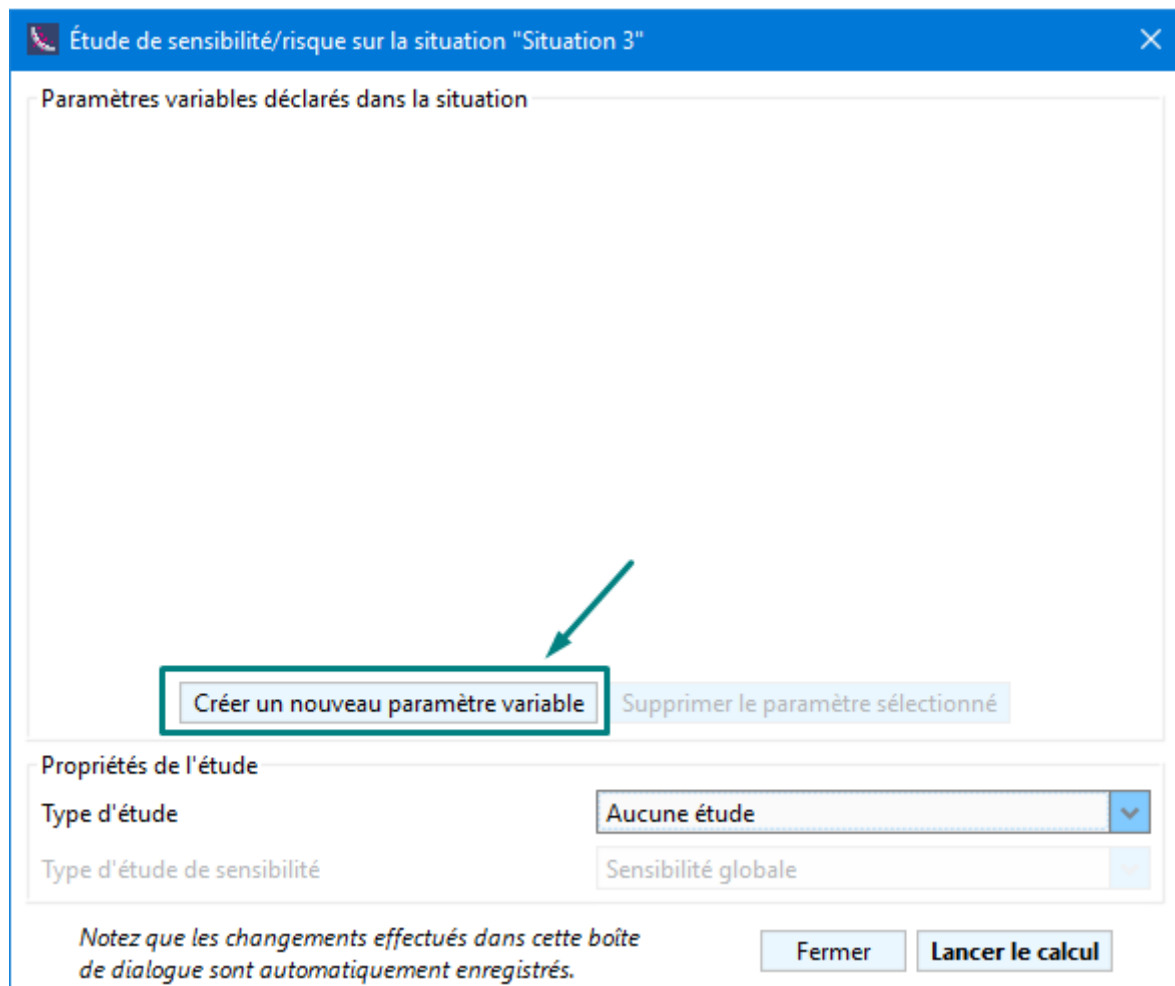 Étude de sensibilité/risque sur la situation "Situation 3"
Paramètres variables déclarés dans la situation
Créer un nouveau paramètre variable
Supprimer le paramètre sélectionné
Propriétés de l'étude
Type d'étude
Aucune étude
Type d'étude de sensibilité
Sensibilité globale
Notez que les changements effectués dans cette boîte
de dialogue sont automatiquement enregistrés.
Fermer
Lancer le calcul